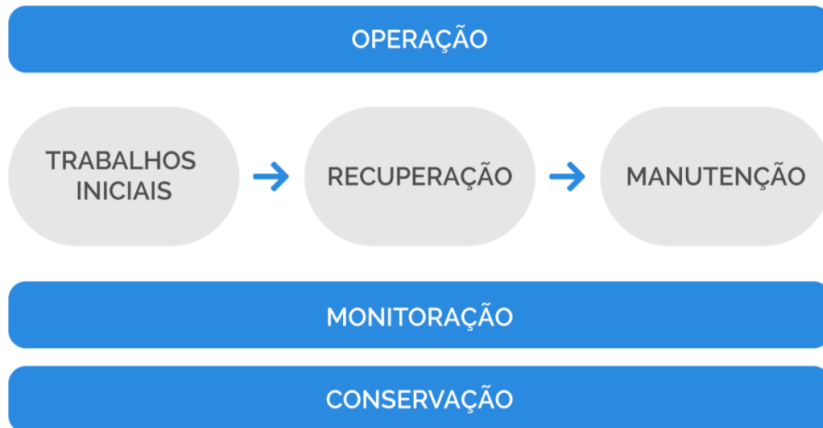 OPERAÇÃO
TRABALHOS
INICIAIS
RECUPERAÇÃO
MANUTENÇÃO
MONITORAÇÃO
CONSERVAÇÃO